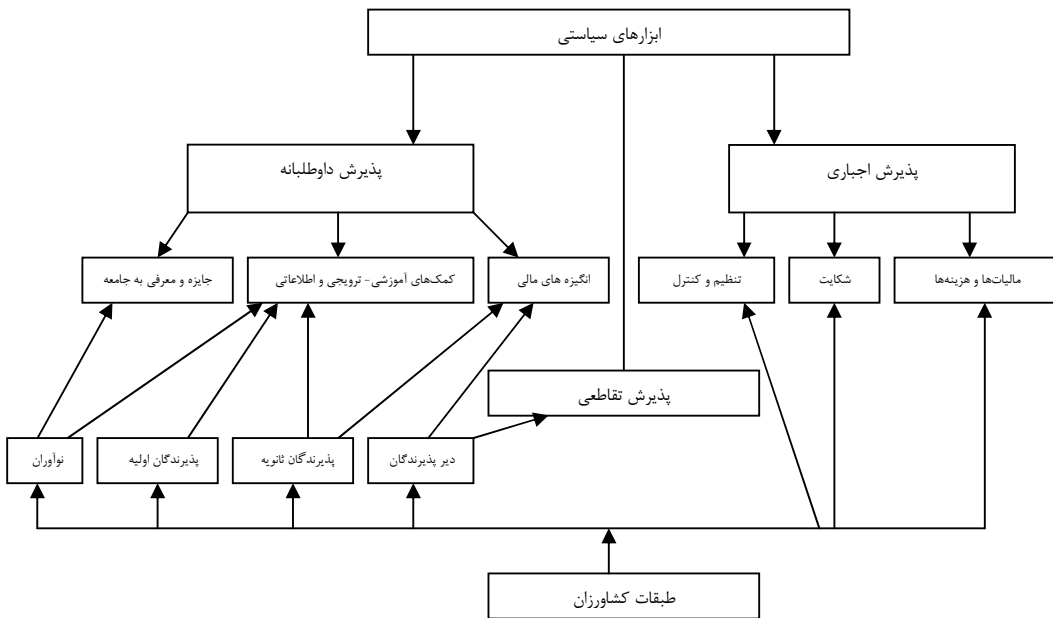 ابزارهای سیاستی
پذیرش اجباری
پذیرش داوطلبانه
مالیات‌ها و هزینه‌ها
شکایت
تنظیم و کنترل
انگیزه های مالی
کمک‌های آموزشی- ترویجی و اطلاعاتی
جایزه و معرفی به جامعه
پذیرش تقاطعی
دیر پذیرندگان
پذیرندگان ثانویه
پذیرندگان اولیه
نوآوران
طبقات کشاورزان